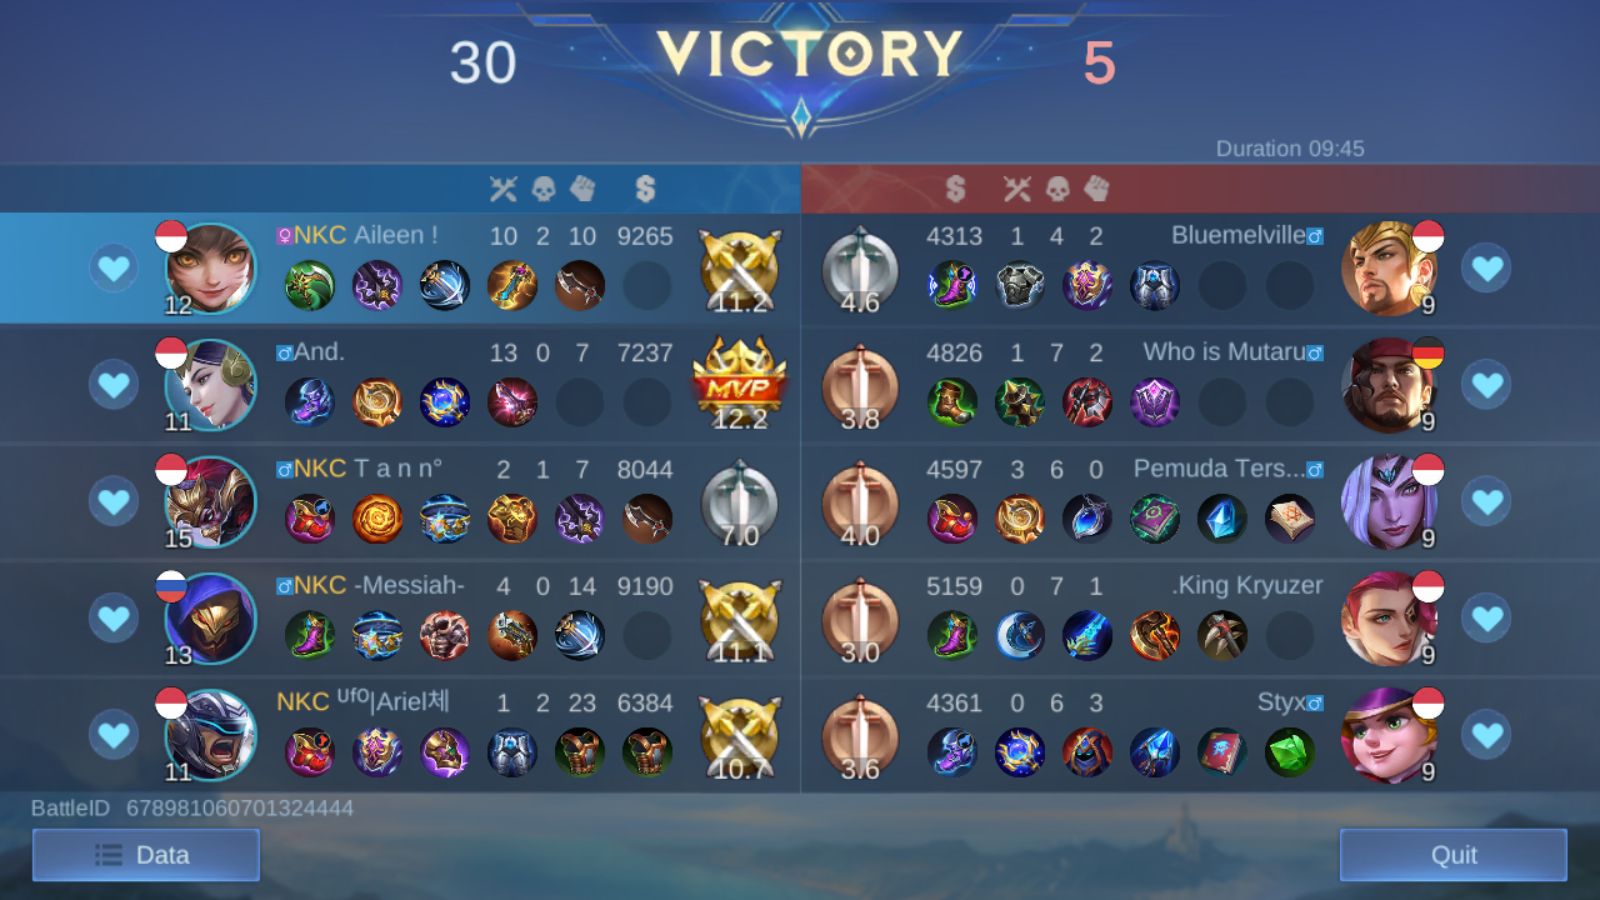 30 VICTORY 5
Duration 09:45
NKC Aileen ! 10 2 10 9265
12 11.2
4313 1 4 2 Bluemelville
4.6 9
And. 13 0 7 7237
11 MVP 12.2
4826 1 7 2 Who is Mutaru
3.8 9
NKC T a n n° 2 1 7 8044
15 7.0
4597 3 6 0 Pemuda Ters...
4.0 9
NKC -Messiah- 4 0 14 9190
13 11.1
5159 0 7 1 .King Kryuzer
3.0 9
NKC ᵁᶠᴼ|Ariel체 1 2 23 6384
11 10.7
4361 0 6 3 Styx
3.6 9
BattleID 678981060701324444
Data
Quit